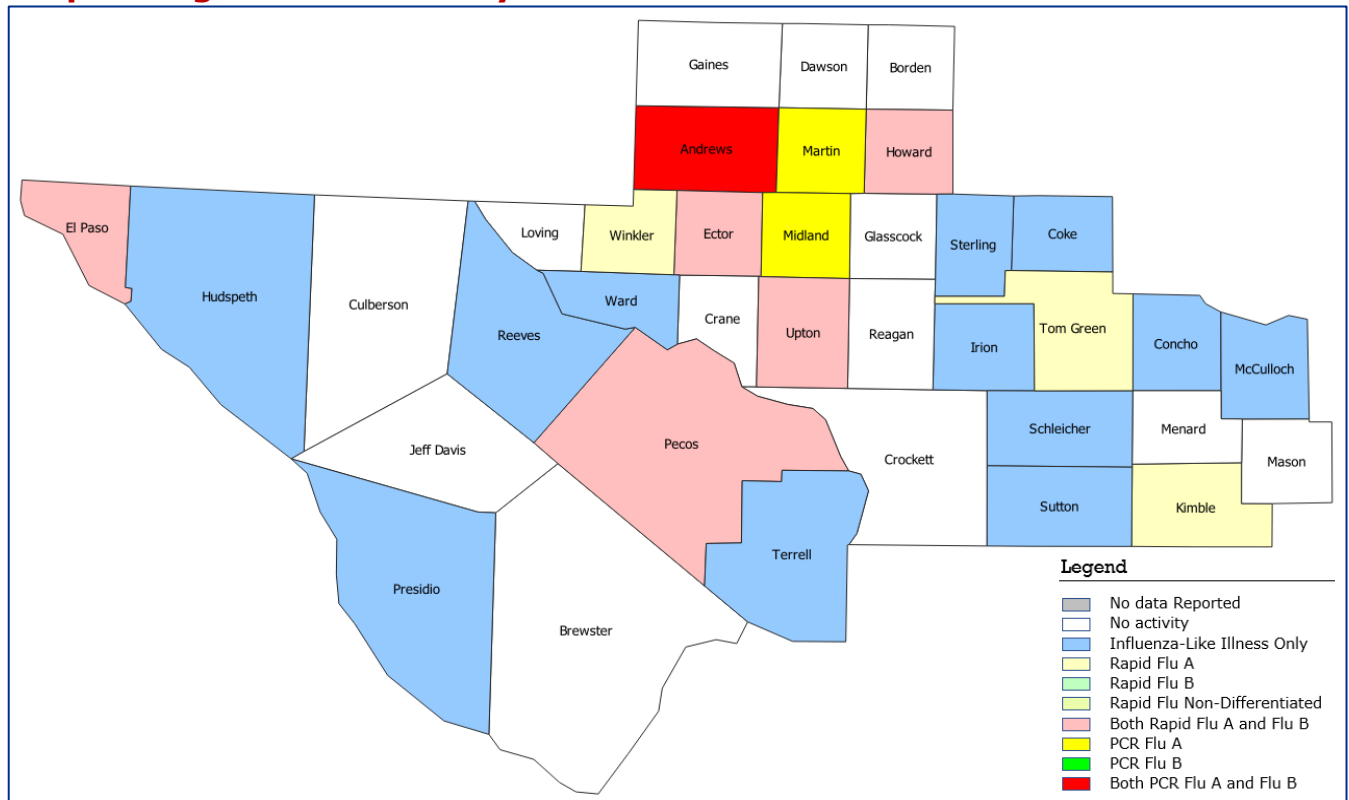 Gaines
Dawson
Borden
Andrews
Martin
Howard
El Paso
Hudspeth
Culberson
Reeves
Loving
Winkler
Ector
Midland
Glasscock
Sterling
Coke
Ward
Crane
Upton
Reagan
Irion
Tom Green
Concho
McCulloch
Jeff Davis
Pecos
Crockett
Schleicher
Menard
Mason
Sutton
Kimble
Terrell
Presidio
Brewster
Legend
No data Reported
No activity
Influenza-Like Illness Only
Rapid Flu A
Rapid Flu B
Rapid Flu Non-Differentiated
Both Rapid Flu A and Flu B
PCR Flu A
PCR Flu B
Both PCR Flu A and Flu B